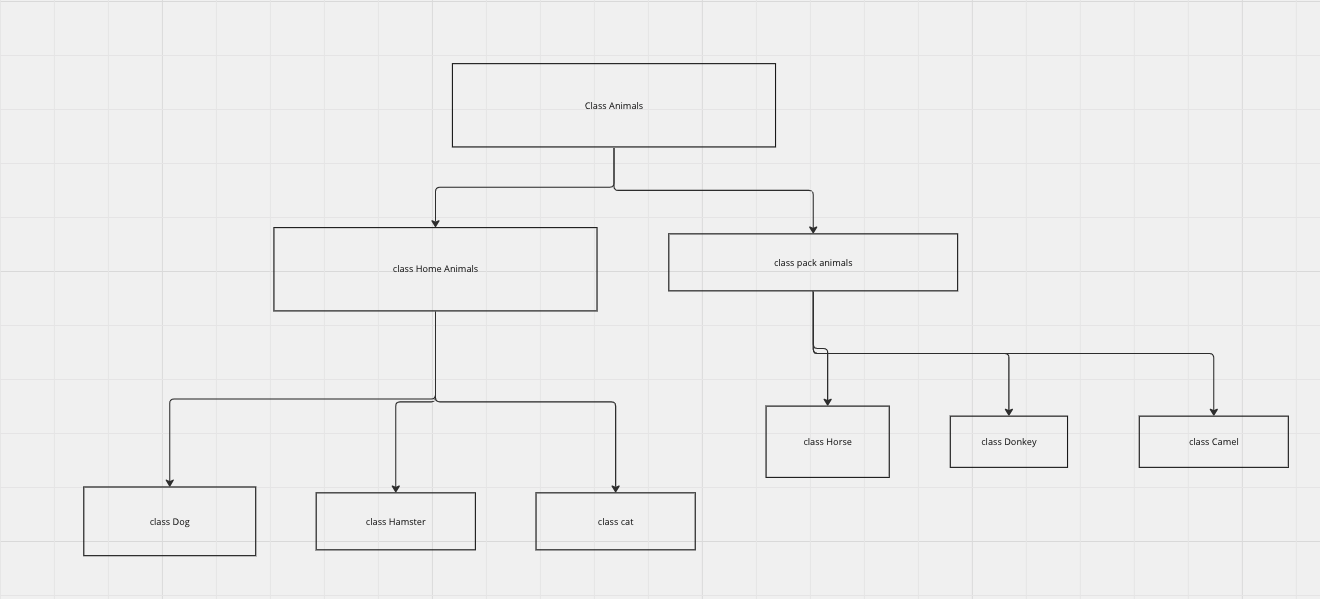 Class Animals
class Home Animals
class pack animals
class Horse
class Donkey
class Camel
class Dog
class Hamster
class cat